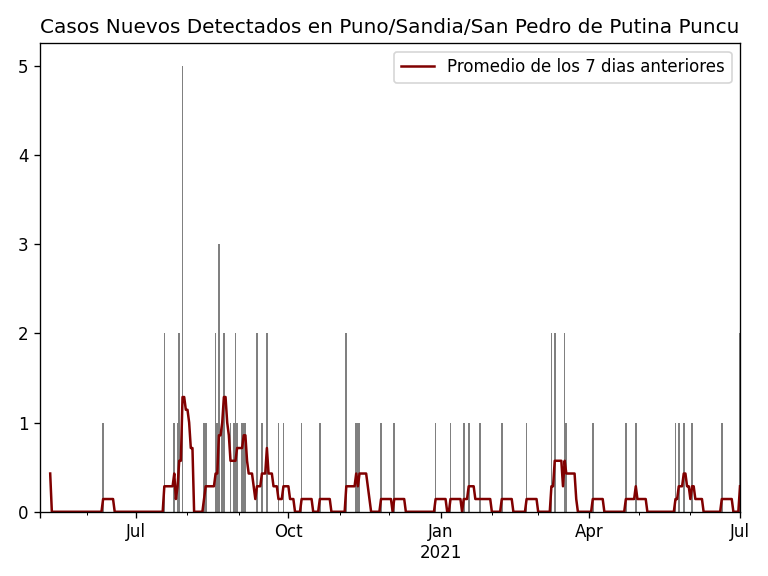 Casos Nuevos Detectados en Puno/Sandia/San Pedro de Putina Puncu
Promedio de los 7 dias anteriores
5
4
3
2
1
0
Jul
Oct
Jan
Apr
Jul
2021